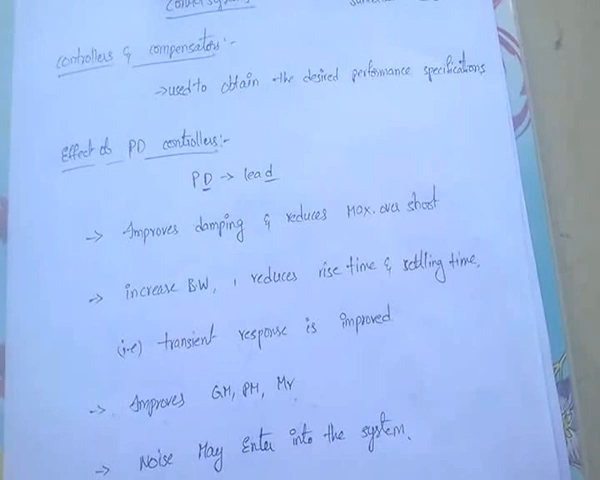 controllers & compensators:-
→ used to obtain the desired performance specifications
Effect of PD controllers:-
PD → lead
→ Improves damping & reduces Max. over shoot
→ increase BW, , reduces rise time & settling time.
(i-e) transient response is improved
→ Improves GM, PM, Mr
→ Noise May Enter into the system.